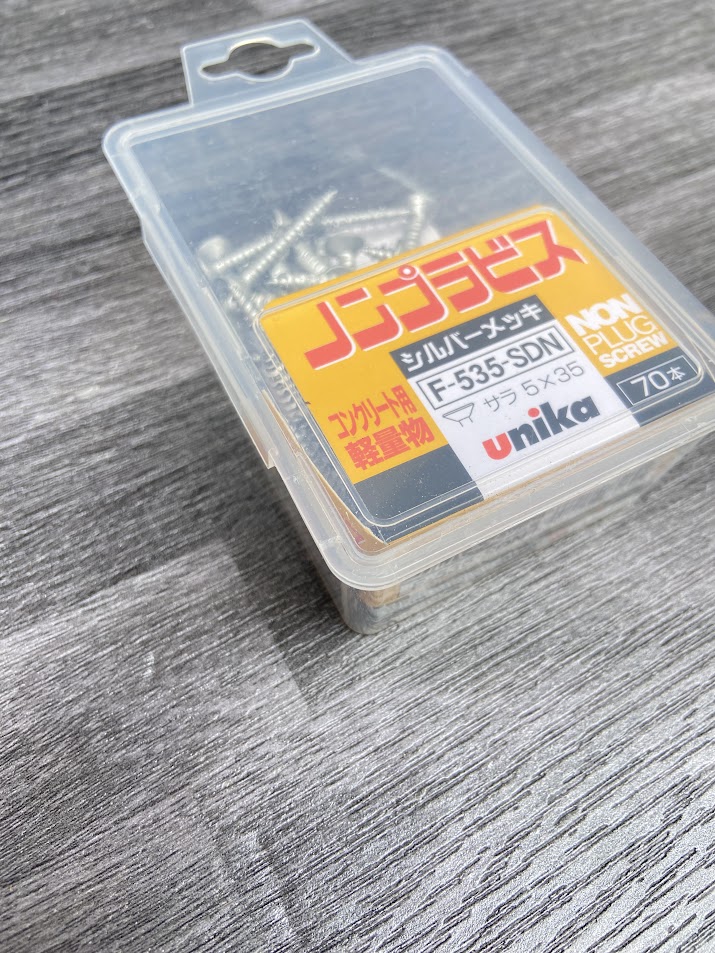 ノンプラビス
シルバーメッキ
F-535-SDN
サラ 5×35
コンクリート用
軽量物
NON
PLUG
SCREW
unika
70本